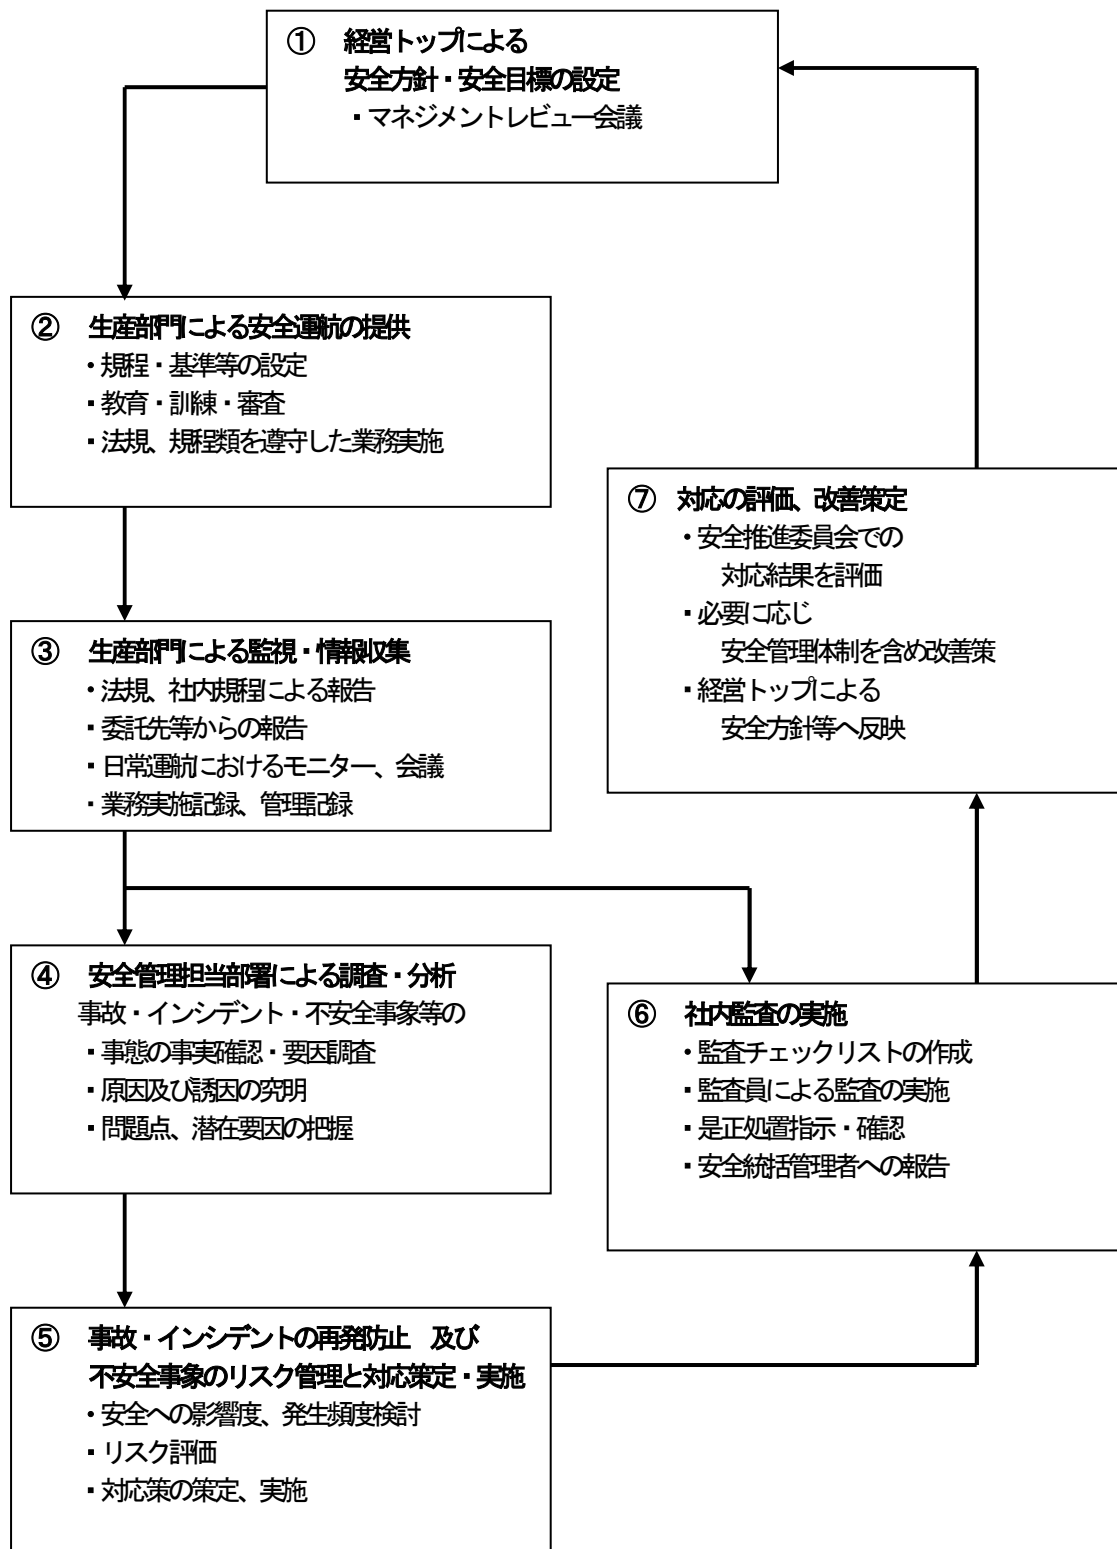 ① 経営トップによる
安全方針・安全目標の設定
・マネジメントレビュー会議
② 生産部門による安全運航の提供
・規程・基準等の設定
・教育・訓練・審査
・法規、規程類を遵守した業務実施
③ 生産部門による監視・情報収集
・法規、社内規程による報告
・委託先等からの報告
・日常運航におけるモニター、会議
・業務実施記録、管理記録
④ 安全管理担当部署による調査・分析
事故・インシデント・不安全事象等の
・事態の事実確認・要因調査
・原因及び誘因の究明
・問題点、潜在要因の把握
⑤ 事故・インシデントの再発防止 及び
不安全事象のリスク管理と対応策定・実施
・安全への影響度、発生頻度検討
・リスク評価
・対応策の策定、実施
⑦ 対応の評価、改善策定
・安全推進委員会での
対応結果を評価
・必要に応じ
安全管理体制を含め改善策
・経営トップによる
安全方針等へ反映
⑥ 社内監査の実施
・監査チェックリストの作成
・監査員による監査の実施
・是正処置指示・確認
・安全統括管理者への報告